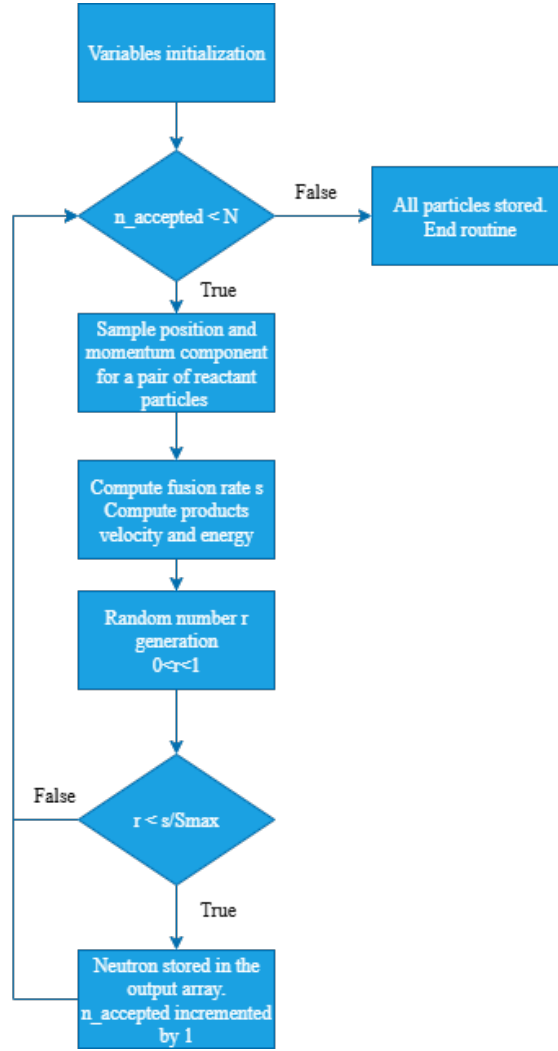 Variables initialization
n_accepted < N
False
All particles stored.
End routine
True
Sample position and
momentum component
for a pair of reactant
particles
Compute fusion rate s
Compute products
velocity and energy
Random number r
generation
0<r<1
False
r < s/Smax
True
Neutron stored in the
output array.
n_accepted incremented
by 1